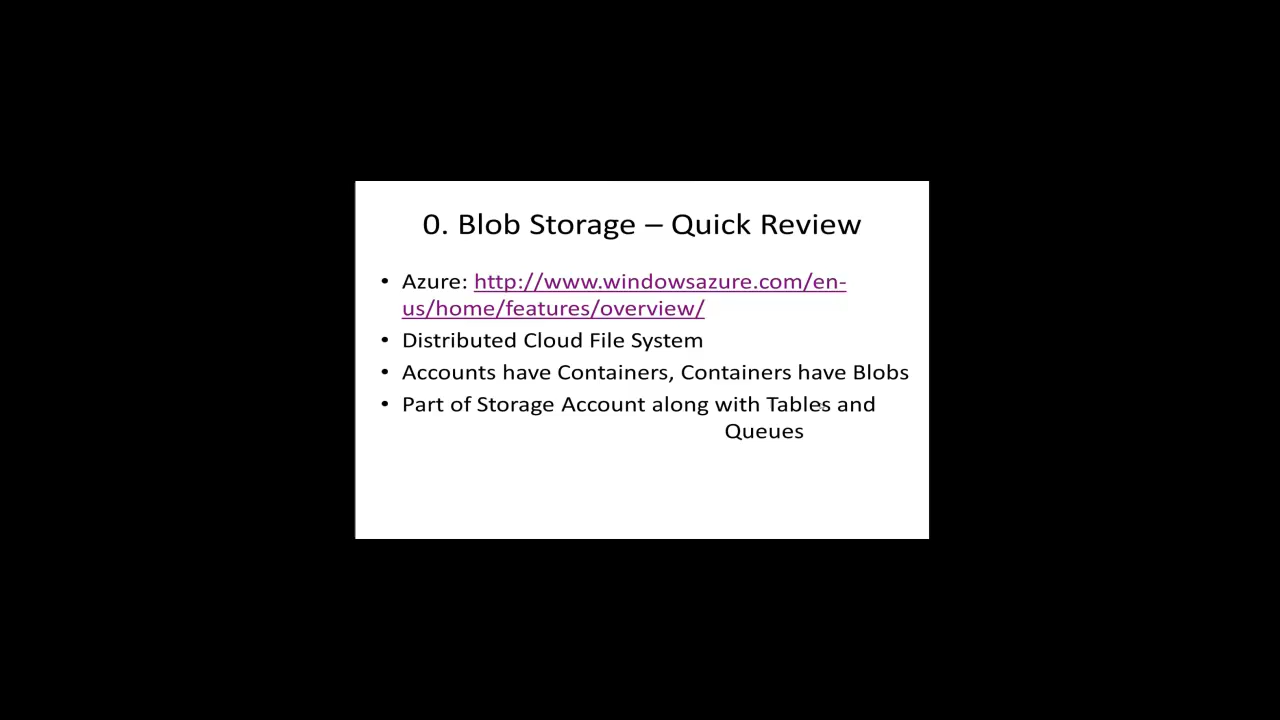 0. Blob Storage – Quick Review
• Azure: http://www.windowsazure.com/en-
us/home/features/overview/
• Distributed Cloud File System
• Accounts have Containers, Containers have Blobs
• Part of Storage Account along with Tables and
Queues